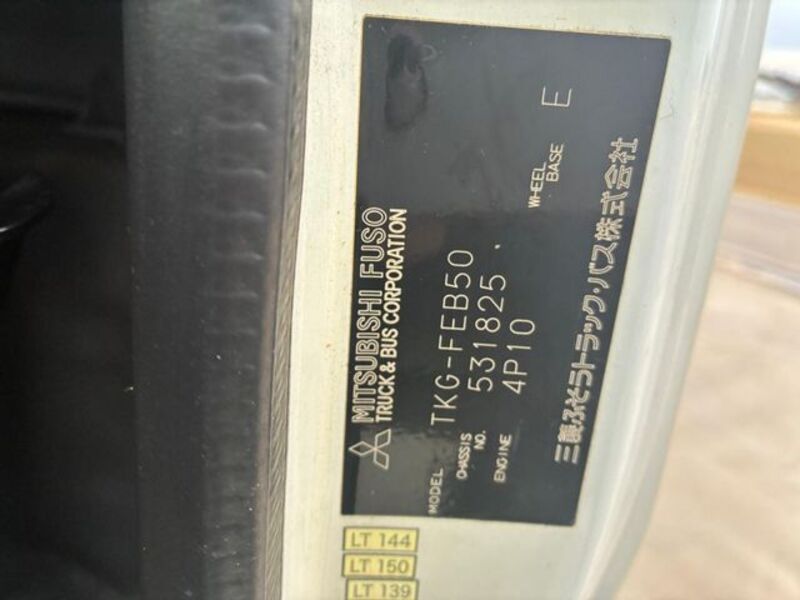 MITSUBISHI FUSO
TRUCK & BUS CORPORATION
MODEL TKG-FEB50
CHASSIS NO. 531825
ENGINE 4P10
WHEEL BASE E
三菱ふそうトラック・バス株式会社
LT 144
LT 150
LT 139